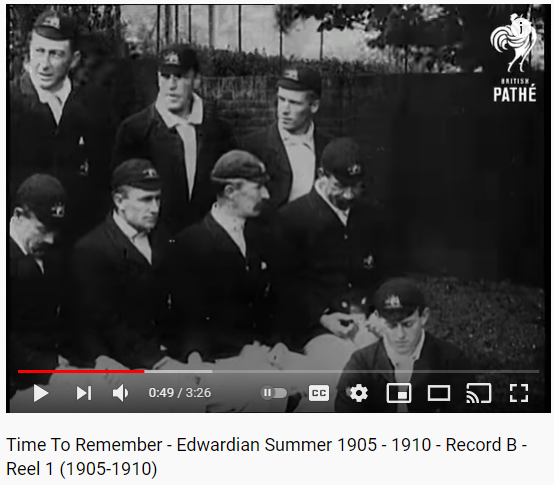 BRITISH
PATHÉ
0:49 / 3:26
CC
Time To Remember - Edwardian Summer 1905 - 1910 - Record B -
Reel 1 (1905-1910)